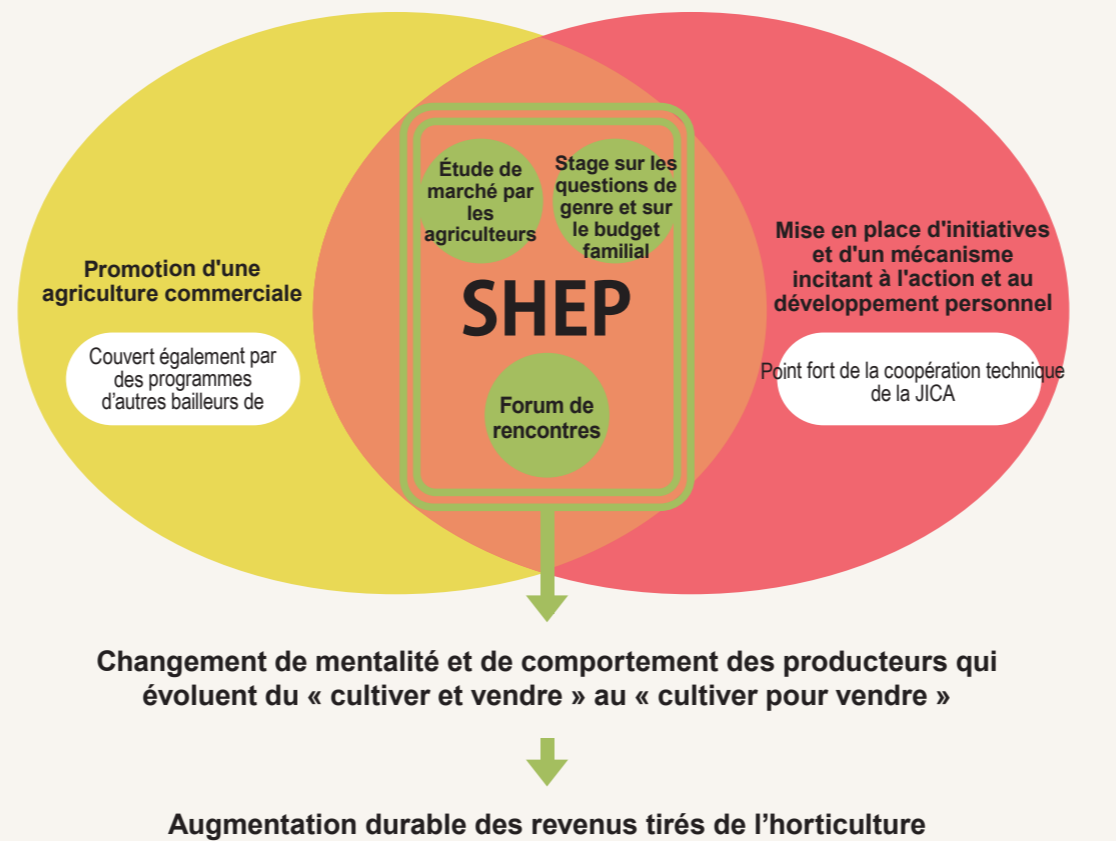 Promotion d'une
agriculture commerciale
Couvert également par
des programmes
d'autres bailleurs de
Étude de
marché par
les
agriculteurs
Stage sur les
questions de
genre et sur
le budget
familial
SHEP
Forum de
rencontres
Mise en place d'initiatives
et d'un mécanisme
incitant à l'action et au
développement personnel
Point fort de la coopération technique
de la JICA
Changement de mentalité et de comportement des producteurs qui
évoluent du « cultiver et vendre » au « cultiver pour vendre »
Augmentation durable des revenus tirés de l’horticulture